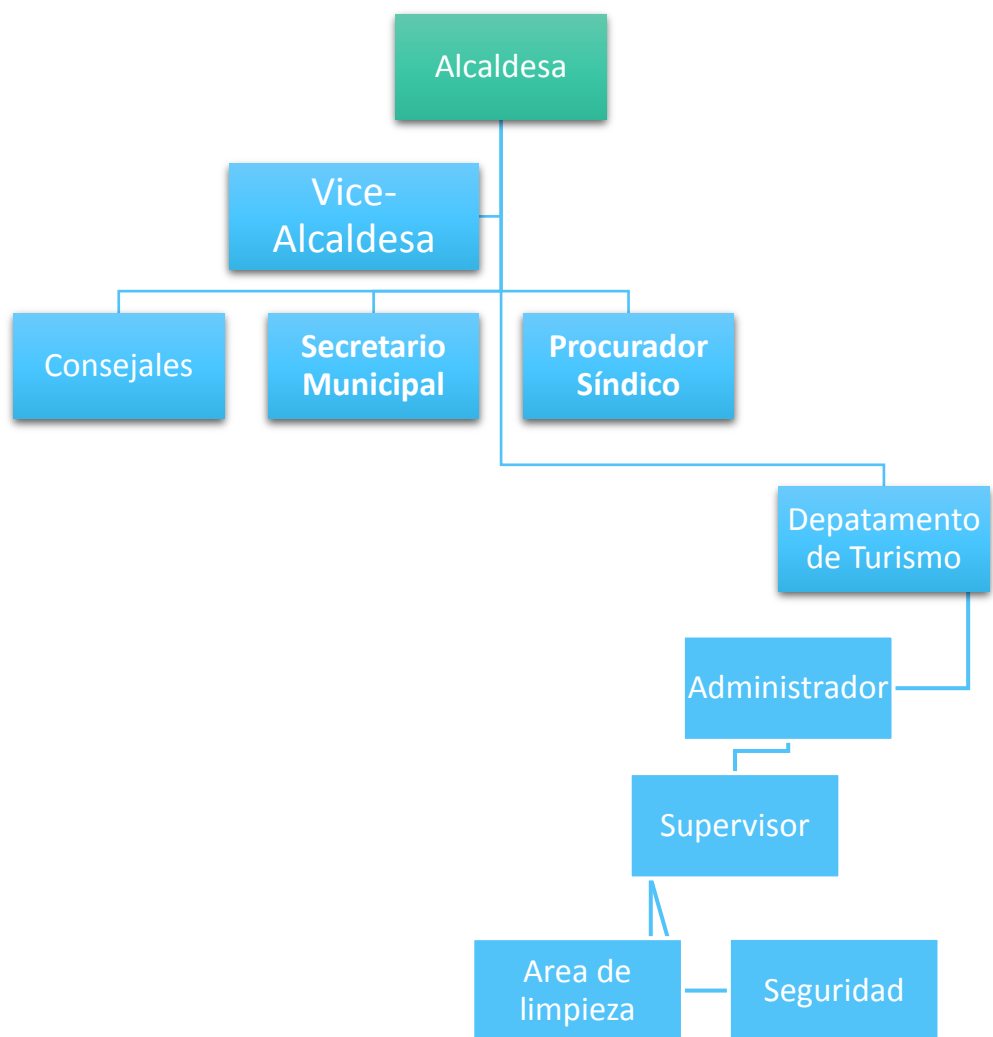 Alcaldesa
Vice-
Alcaldesa
Consejales
Secretario
Municipal
Procurador
Síndico
Depatamento
de Turismo
Administrador
Supervisor
Area de
limpieza
Seguridad